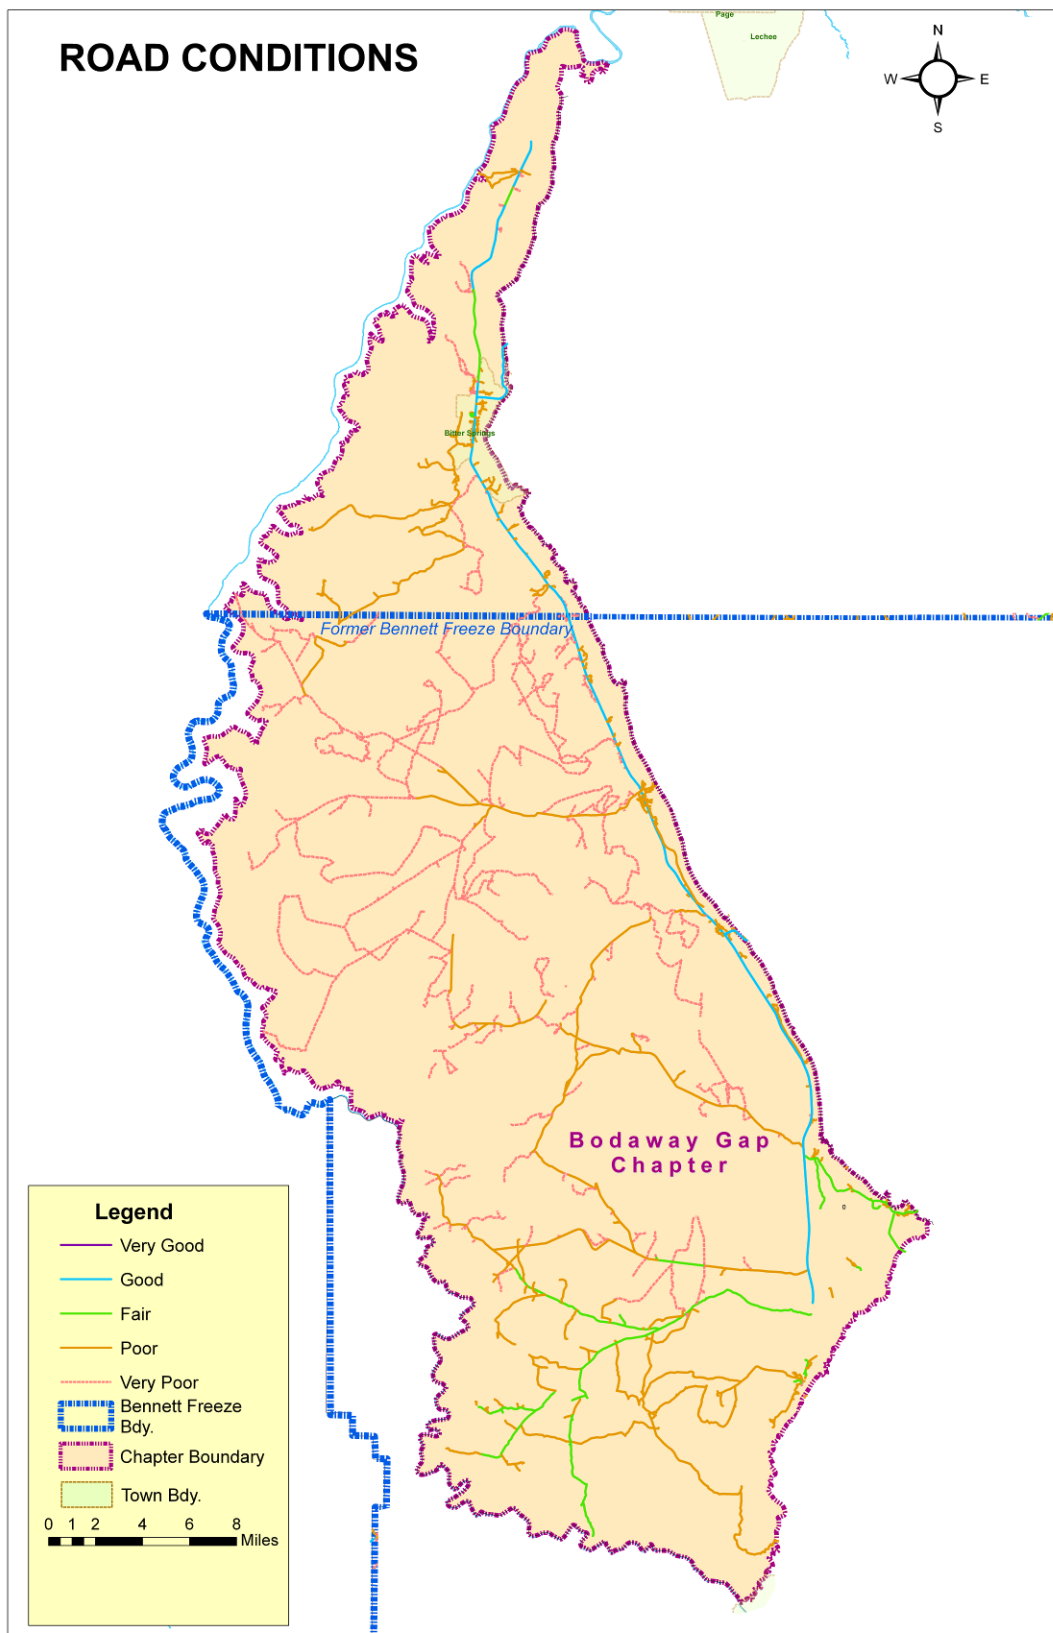 ROAD CONDITIONS
Page
Lechee
N
W
E
S
Bitter Springs
Former Bennett Freeze Boundary
Bodaway Gap
Chapter
Legend
Very Good
Good
Fair
Poor
Very Poor
Bennett Freeze
Bdy.
Chapter Boundary
Town Bdy.
0 1 2 4 6 8
Miles